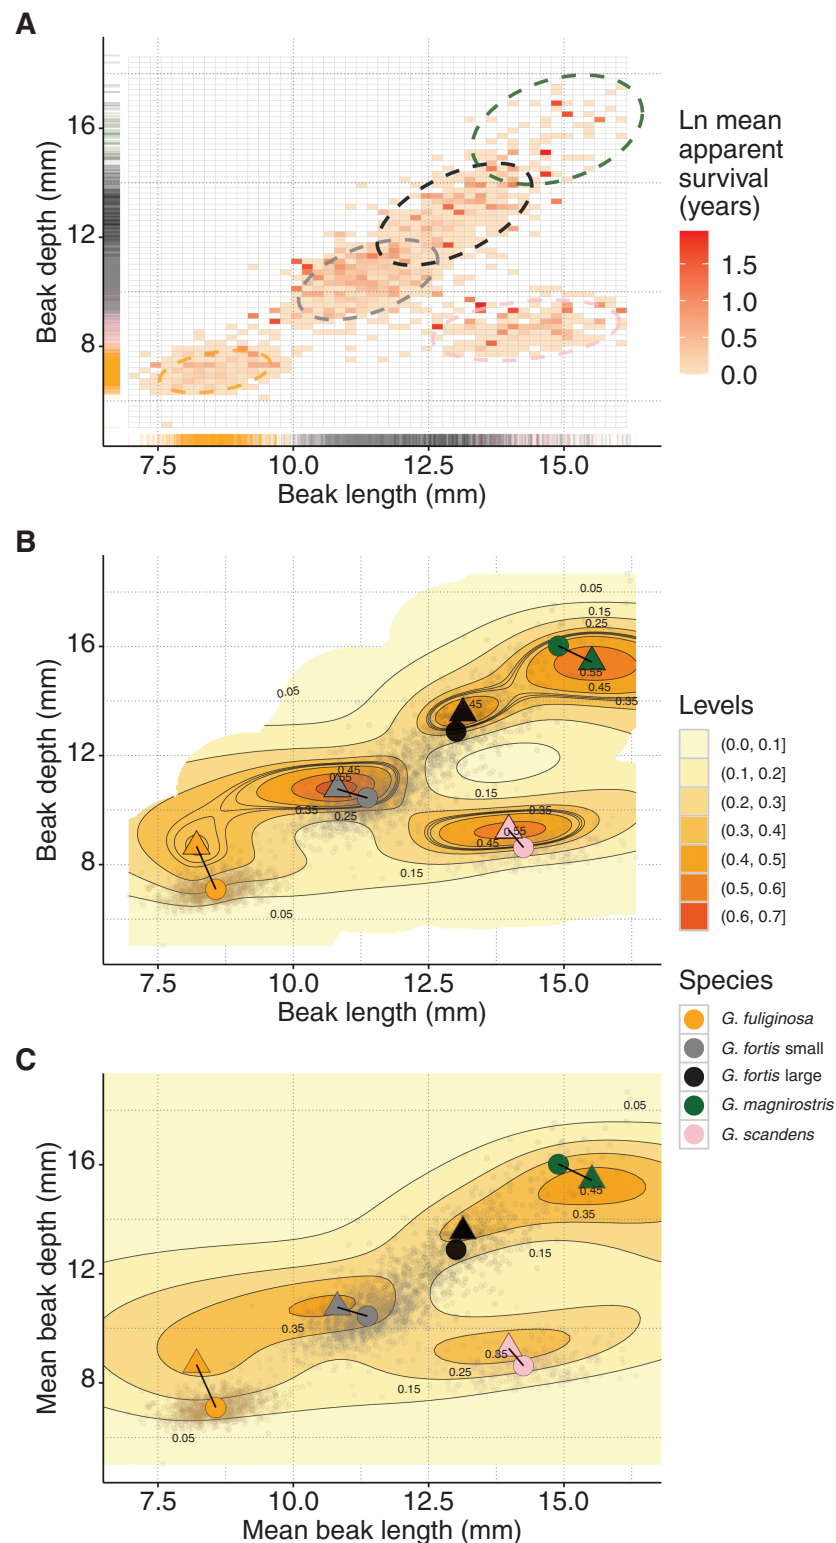 A
16
12
8
Beak depth (mm)
7.5 10.0 12.5 15.0
Beak length (mm)
Ln mean
apparent
survival
(years)
1.5
1.0
0.5
0.0
B
16
12
8
Beak depth (mm)
0.05
0.15
0.25
0.55
0.45
0.35
0.05
45
0.45
0.55
0.35
0.25
0.15
0.35
0.55
0.45
0.15
0.05
7.5 10.0 12.5 15.0
Beak length (mm)
Levels
(0.0, 0.1]
(0.1, 0.2]
(0.2, 0.3]
(0.3, 0.4]
(0.4, 0.5]
(0.5, 0.6]
(0.6, 0.7]
Species
G. fuliginosa
G. fortis small
G. fortis large
G. magnirostris
G. scandens
C
16
12
8
Mean beak depth (mm)
0.05
0.45
0.35
0.15
0.35
0.35
0.25
0.15
0.05
7.5 10.0 12.5 15.0
Mean beak length (mm)